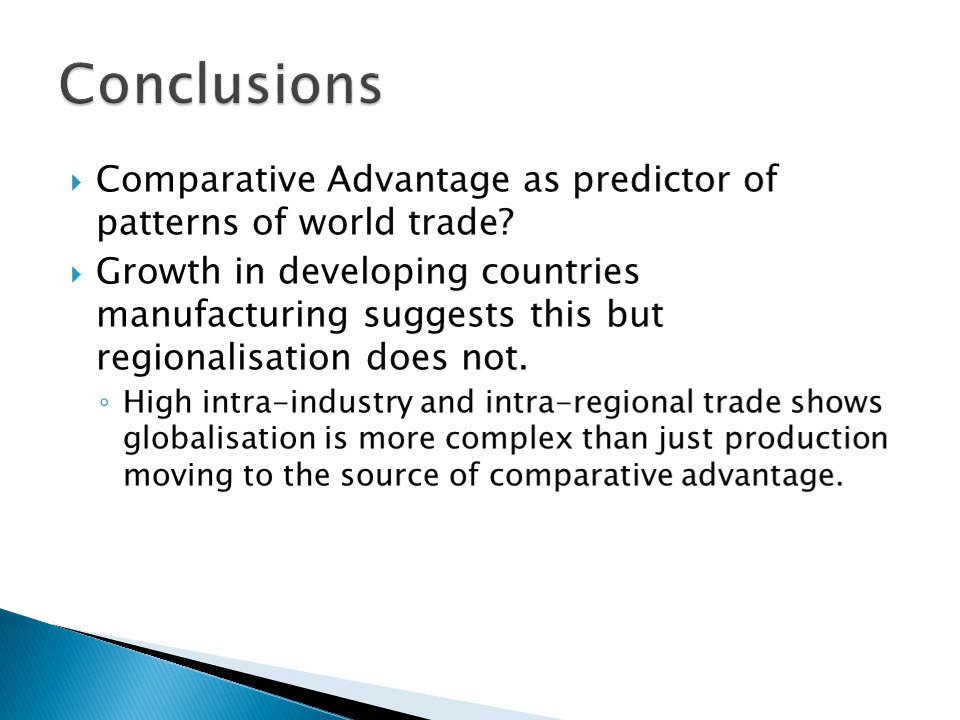 Conclusions
Comparative Advantage as predictor of
patterns of world trade?
Growth in developing countries
manufacturing suggests this but
regionalisation does not.
High intra-industry and intra-regional trade shows
globalisation is more complex than just production
moving to the source of comparative advantage.